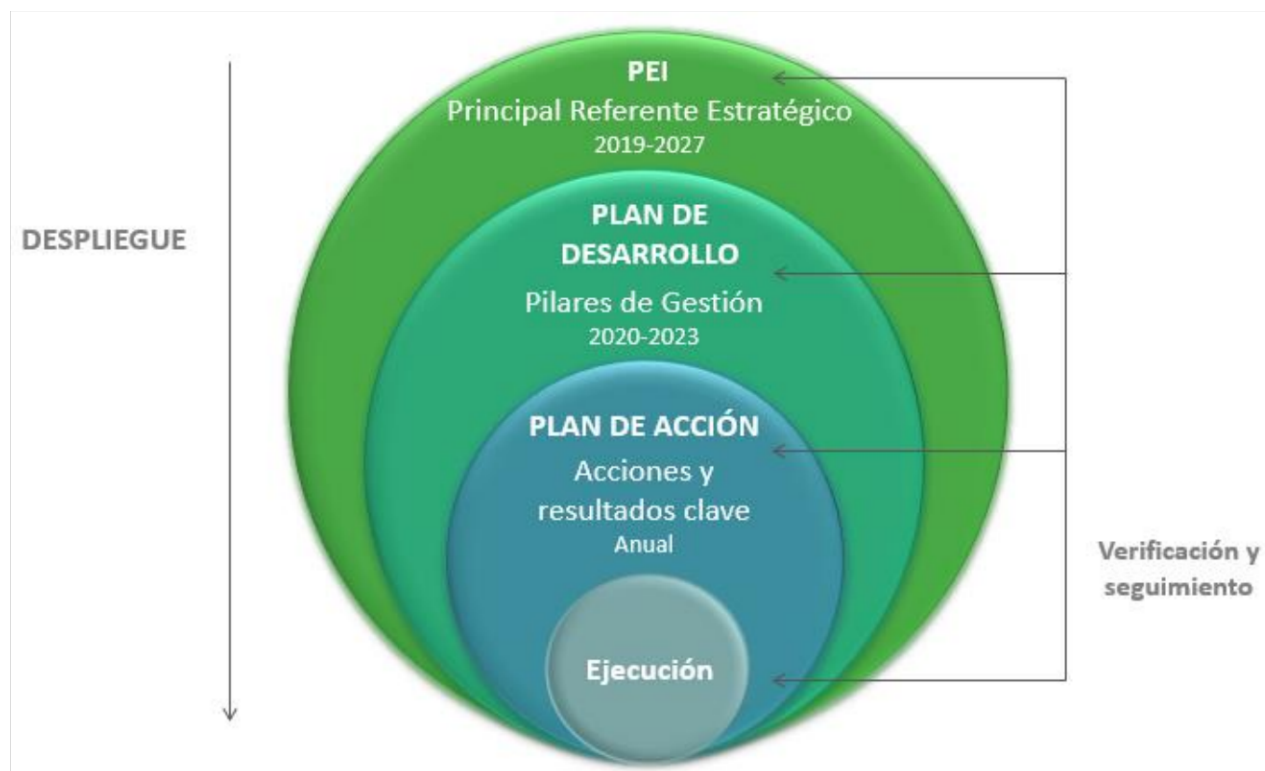 PEI
Principal Referente Estratégico
2019-2027
DESPLIEGUE
PLAN DE
DESARROLLO
Pilares de Gestión
2020-2023
PLAN DE ACCIÓN
Acciones y
resultados clave
Anual
Verificación y
seguimiento
Ejecución